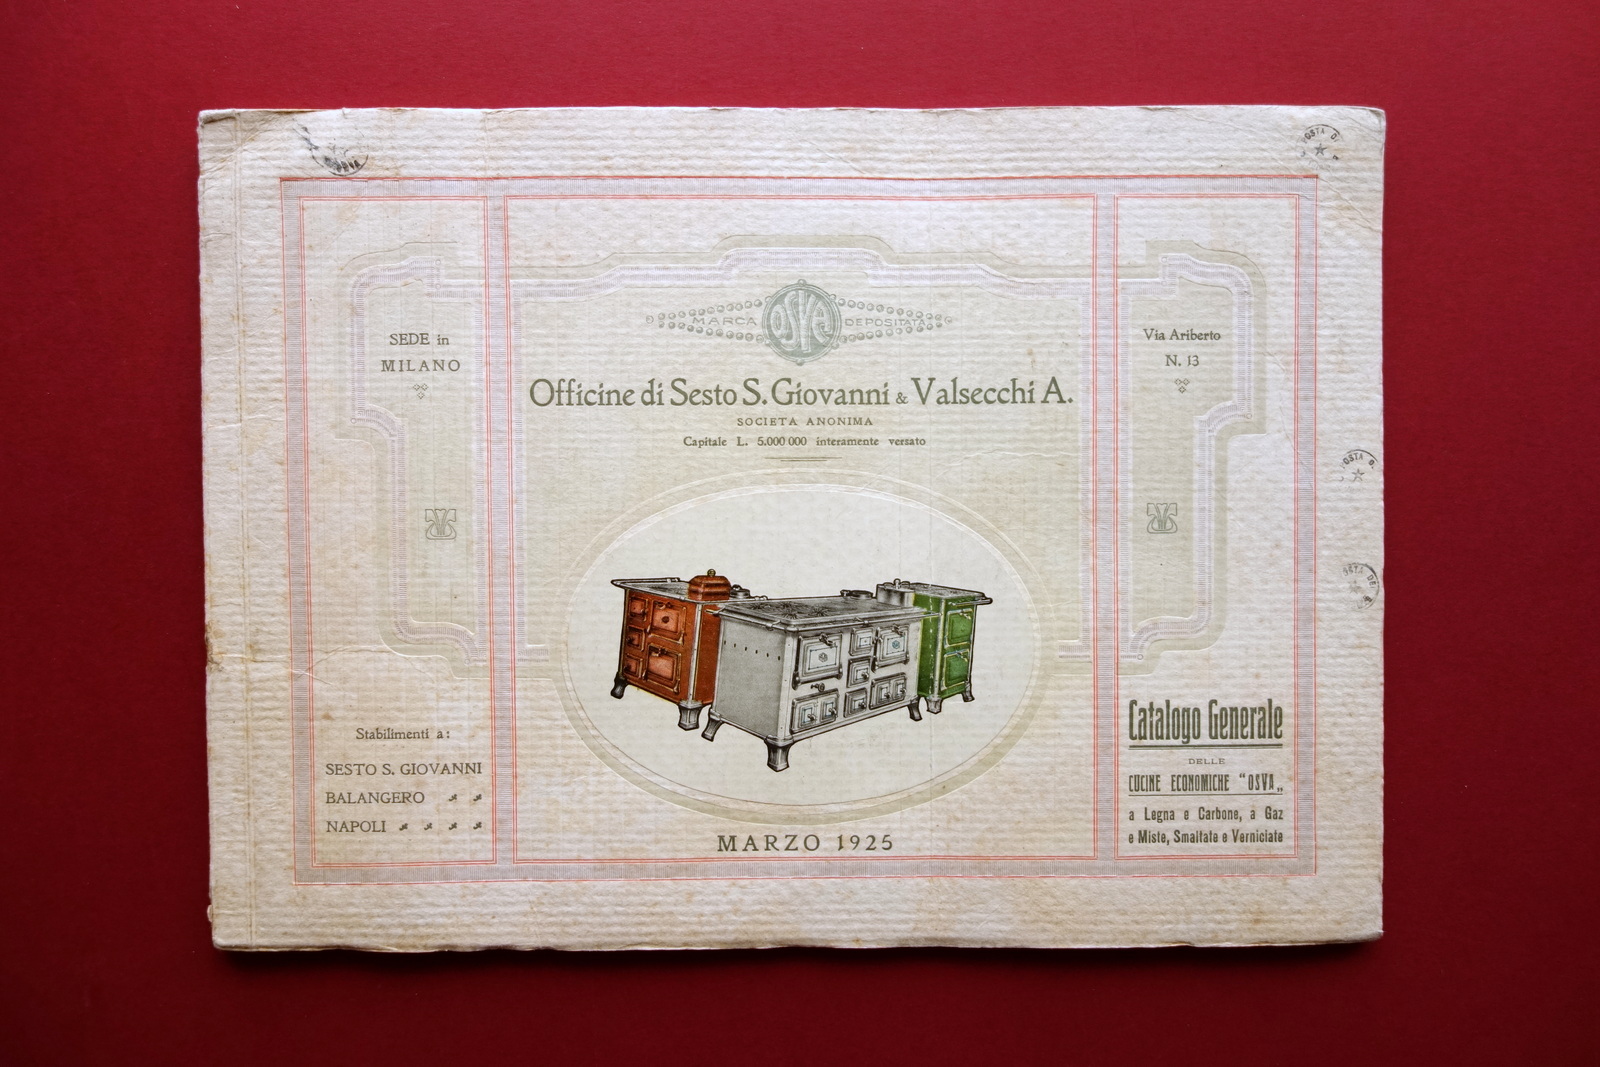 MARCA OSVA DEPOSITATA
SEDE in
MILANO
Via Ariberto
N. 13
Officine di Sesto S. Giovanni & Valsecchi A.
SOCIETA ANONIMA
Capitale L. 5.000.000 interamente versato
Stabilimenti a:
SESTO S. GIOVANNI
BALANGERO
NAPOLI
MARZO 1925
Catalogo Generale
DELLE
CUCINE ECONOMICHE "OSVA„
a Legna e Carbone, a Gaz
e Miste, Smaltate e Verniciate